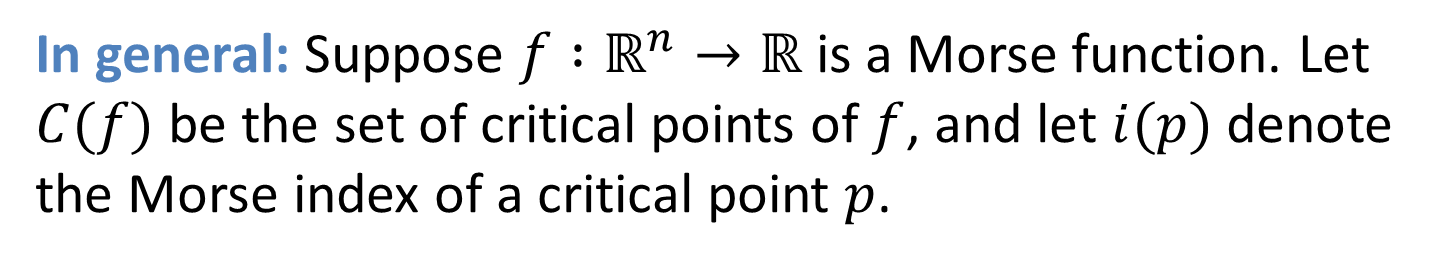 In general: Suppose f : ℝⁿ → ℝ is a Morse function. Let
C(f) be the set of critical points of f, and let i(p) denote
the Morse index of a critical point p.